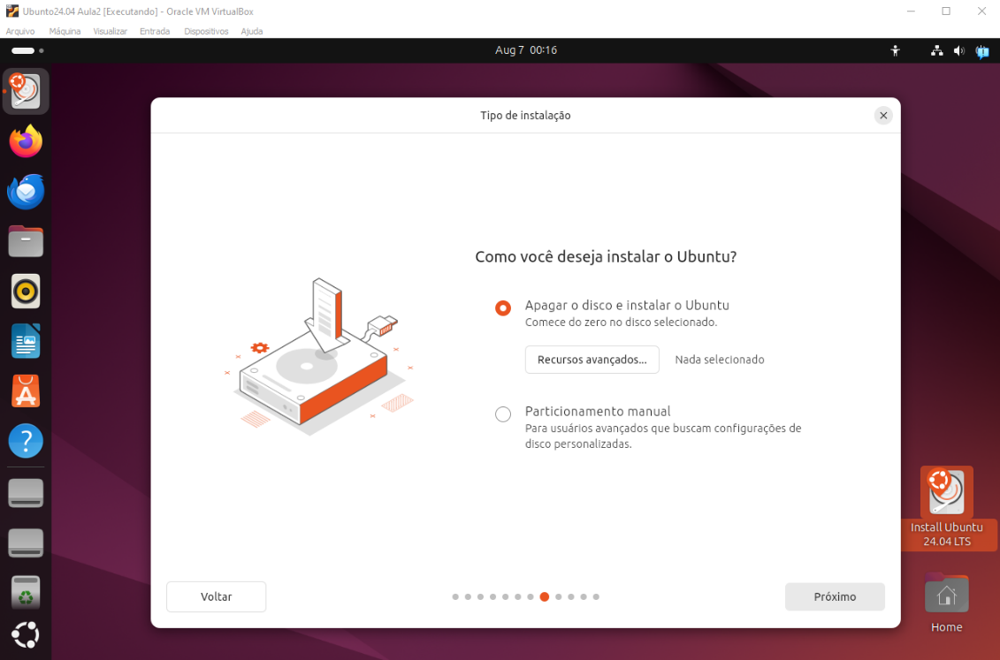 Ubunto24.04 Aula2 [Executando] - Oracle VM VirtualBox
Arquivo Máquina Visualizar Entrada Dispositivos Ajuda
Aug 7 00:16
Tipo de instalação
Como você deseja instalar o Ubuntu?
Apagar o disco e instalar o Ubuntu
Comece do zero no disco selecionado.
Recursos avançados... Nada selecionado
Particionamento manual
Para usuários avançados que buscam configurações de
disco personalizadas.
Install Ubuntu
24.04 LTS
Voltar
Próximo
Home